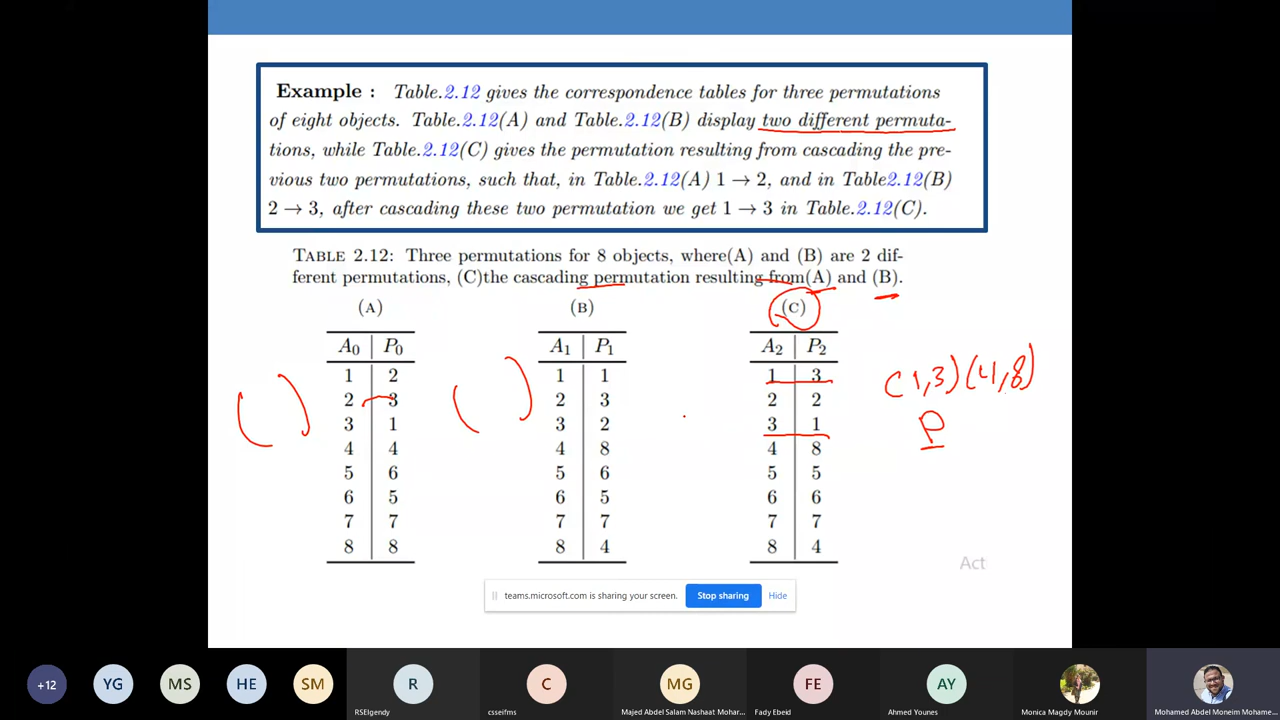 Example : Table.2.12 gives the correspondence tables for three permutations
of eight objects. Table.2.12(A) and Table.2.12(B) display two different permuta-
tions, while Table.2.12(C) gives the permutation resulting from cascading the pre-
vious two permutations, such that, in Table.2.12(A) 1 → 2, and in Table2.12(B)
2 → 3, after cascading these two permutation we get 1 → 3 in Table.2.12(C).
TABLE 2.12: Three permutations for 8 objects, where(A) and (B) are 2 dif-
ferent permutations, (C)the cascading permutation resulting from(A) and (B).
(A) (B) (C)
A0 P0 A1 P1 A2 P2
1 2 1 1 1 3
2 3 2 3 2 2
3 1 3 2 3 1
4 4 4 8 4 8
5 6 5 6 5 5
6 5 6 5 6 6
7 7 7 7 7 7
8 8 8 4 8 4
( ) ( )
(1,3)(4,8)
P
Act
teams.microsoft.com is sharing your screen. Stop sharing Hide
+12 YG MS HE SM R C MG FE AY
RSElgendy csseifms Majed Abdel Salam Nashaat Mohar... Fady Ebeid Ahmed Younes Monica Magdy Mounir Mohamed Abdel Moneim Mohame...